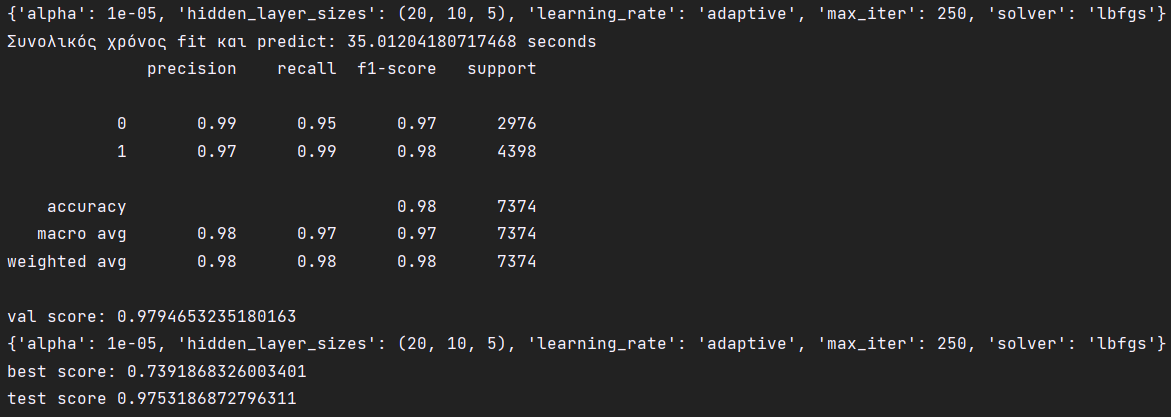 {'alpha': 1e-05, 'hidden_layer_sizes': (20, 10, 5), 'learning_rate': 'adaptive', 'max_iter': 250, 'solver': 'lbfgs'}
Συνολικός χρόνος fit και predict: 35.01204180717468 seconds
              precision    recall  f1-score   support

           0       0.99      0.95      0.97      2976
           1       0.97      0.99      0.98      4398

    accuracy                           0.98      7374
   macro avg       0.98      0.97      0.97      7374
weighted avg       0.98      0.98      0.98      7374

val score: 0.9794653235180163
{'alpha': 1e-05, 'hidden_layer_sizes': (20, 10, 5), 'learning_rate': 'adaptive', 'max_iter': 250, 'solver': 'lbfgs'}
best score: 0.7391868326003401
test score 0.9753186872796311